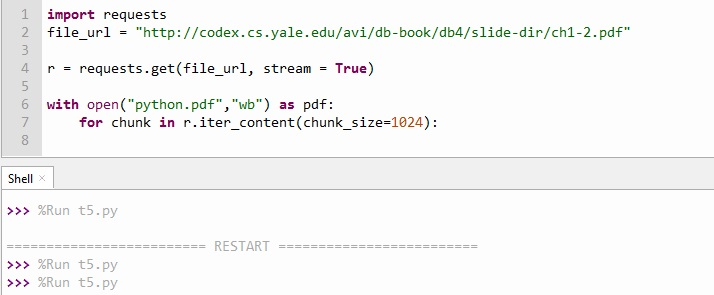 1 import requests
2 file_url = "http://codex.cs.yale.edu/avi/db-book/db4/slide-dir/ch1-2.pdf"
3
4 r = requests.get(file_url, stream = True)
5
6 with open("python.pdf","wb") as pdf:
7     for chunk in r.iter_content(chunk_size=1024):
8
Shell ×
>>> %Run t5.py
========================= RESTART =========================
>>> %Run t5.py
>>> %Run t5.py